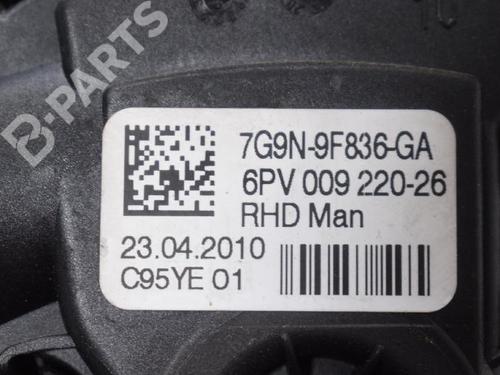 B-PARTS
7G9N-9F836-GA
6PV 009 220-26
RHD Man
23.04.2010
C95YE 01